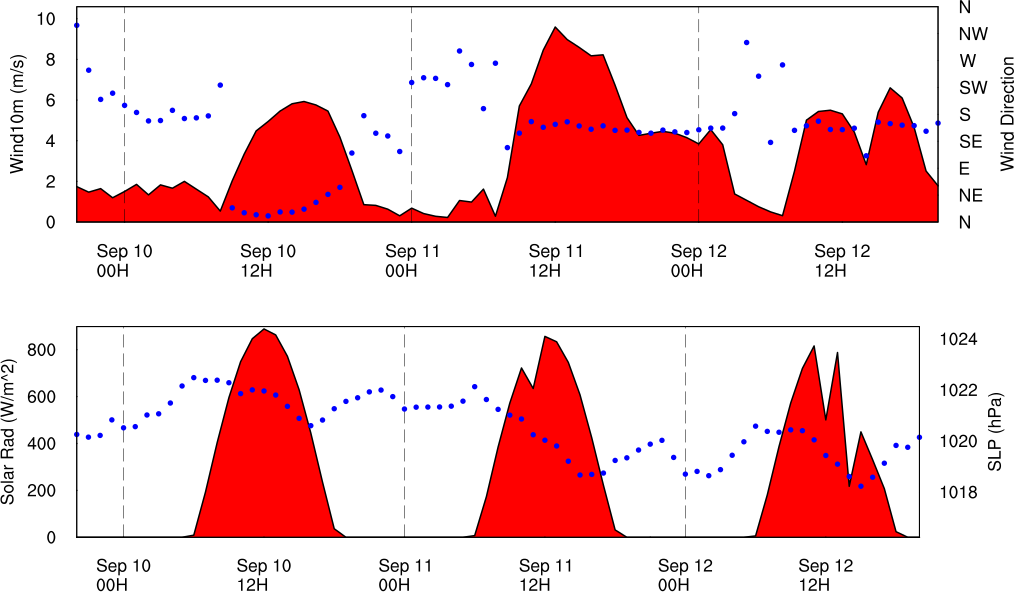 N
10
NW
8
W
6
SW
S
4
SE
E
2
NE
0
N
Wind10m (m/s)
Wind Direction
Sep 10
00H
Sep 10
12H
Sep 11
00H
Sep 11
12H
Sep 12
00H
Sep 12
12H
800
600
400
200
0
1024
1022
1020
1018
Solar Rad (W/m^2)
SLP (hPa)
Sep 10
00H
Sep 10
12H
Sep 11
00H
Sep 11
12H
Sep 12
00H
Sep 12
12H